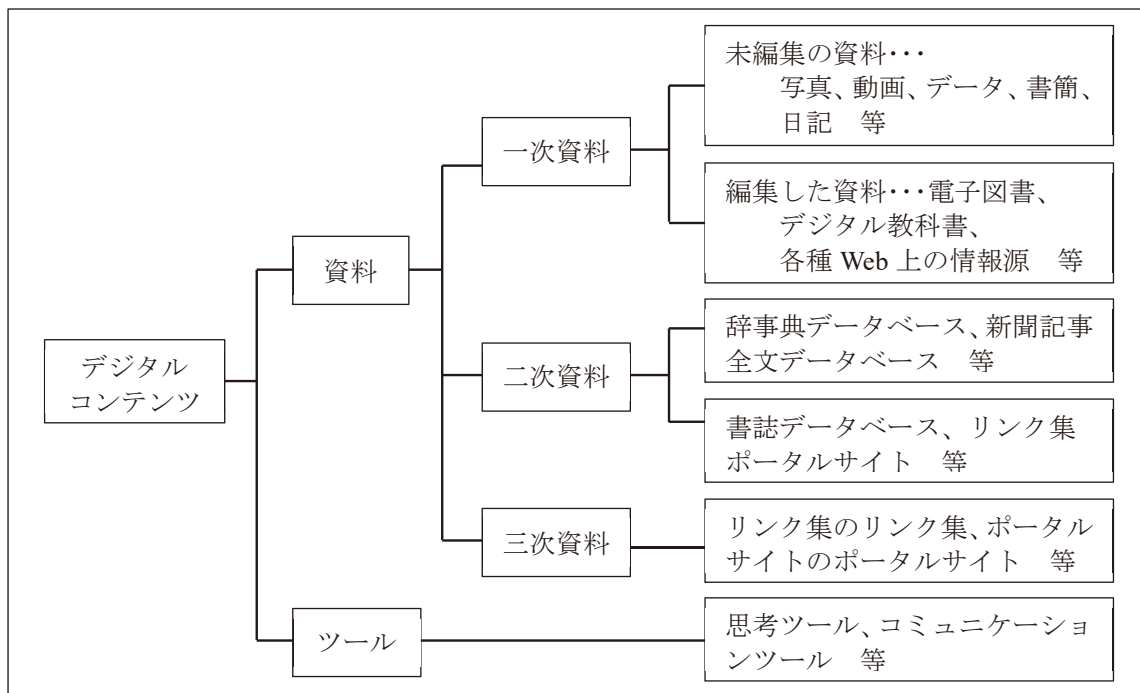 デジタル
コンテンツ
資料
一次資料
未編集の資料･･･
写真、動画、データ、書簡、
日記　等
編集した資料･･･電子図書、
デジタル教科書、
各種 Web 上の情報源　等
二次資料
辞事典データベース、新聞記事
全文データベース　等
書誌データベース、リンク集
ポータルサイト　等
三次資料
リンク集のリンク集、ポータル
サイトのポータルサイト　等
ツール
思考ツール、コミュニケーショ
ンツール　等